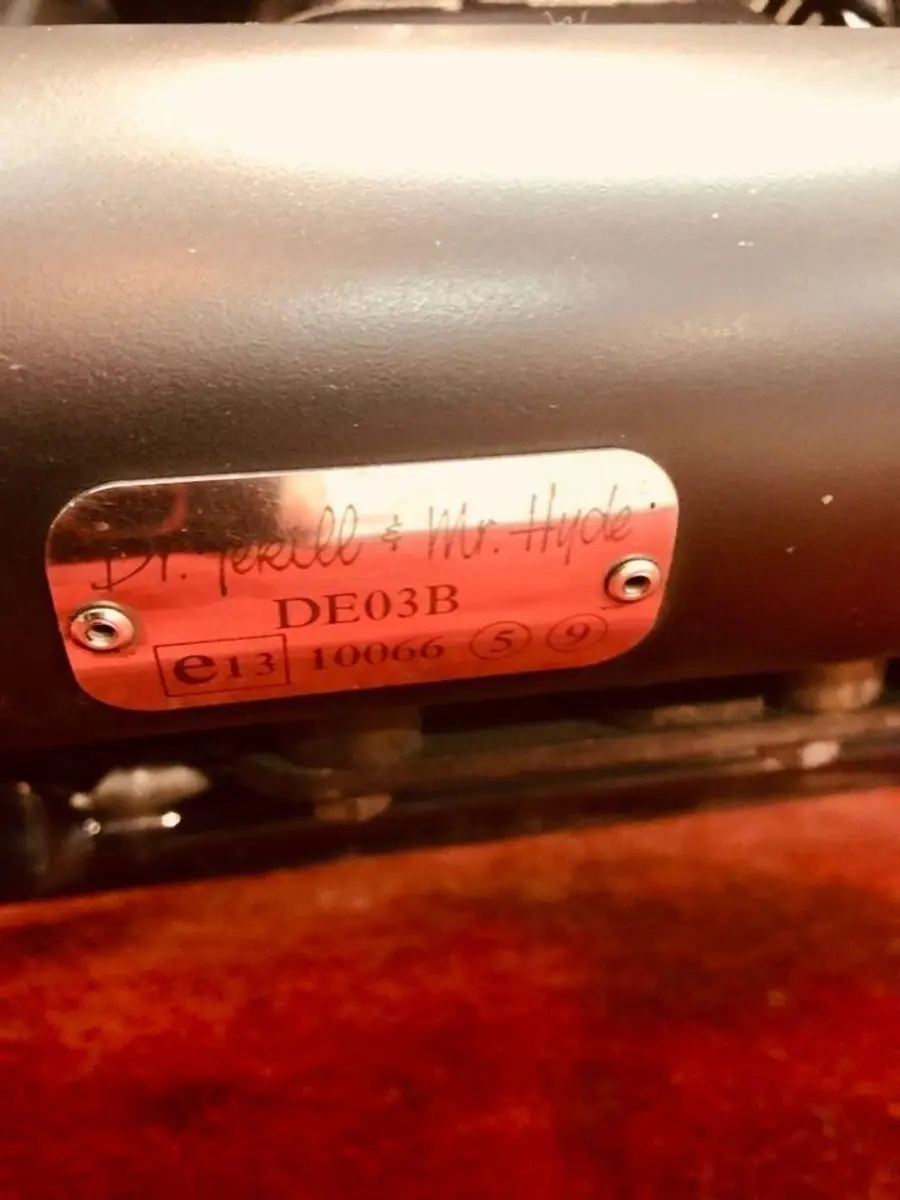 Dr. Jekill & Mr. Hyde
DE03B
e13 10066 5 9